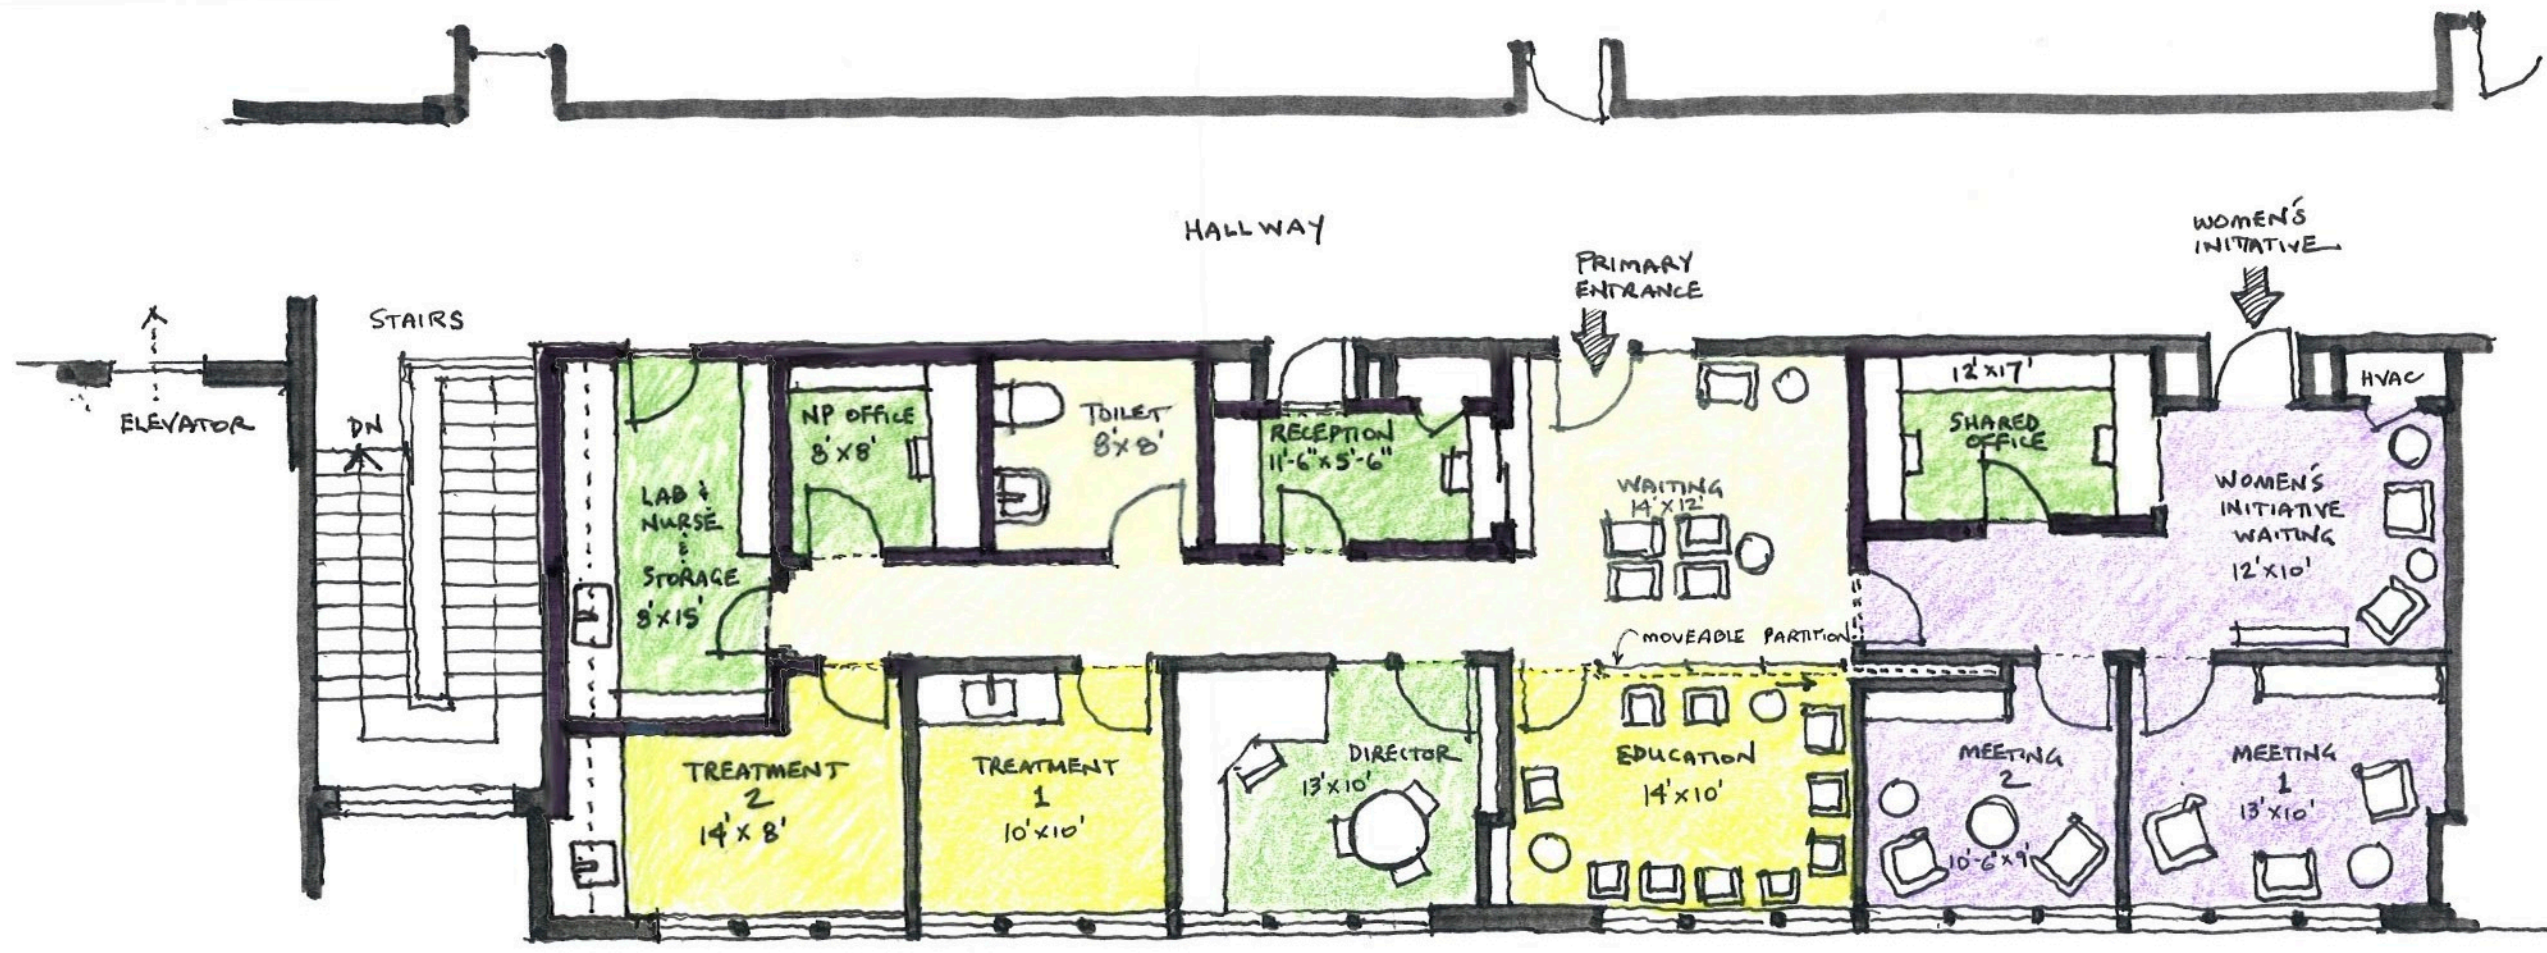 HALLWAY
WOMEN'S
INITIATIVE
PRIMARY
ENTRANCE
STAIRS
ELEVATOR
DN
LAB &
NURSE
&
STORAGE
8'X15'
NP OFFICE
8'X8'
TOILET
8'X8'
RECEPTION
11'-6"X5'-6"
WAITING
14'X12'
MOVEABLE PARTITION
12'X17'
SHARED
OFFICE
HVAC
WOMEN'S
INITIATIVE
WAITING
12'X10'
TREATMENT
2
14'X8'
TREATMENT
1
10'X10'
DIRECTOR
13'X10'
EDUCATION
14'X10'
MEETING
2
10'-6"X9'
MEETING
1
13'X10'